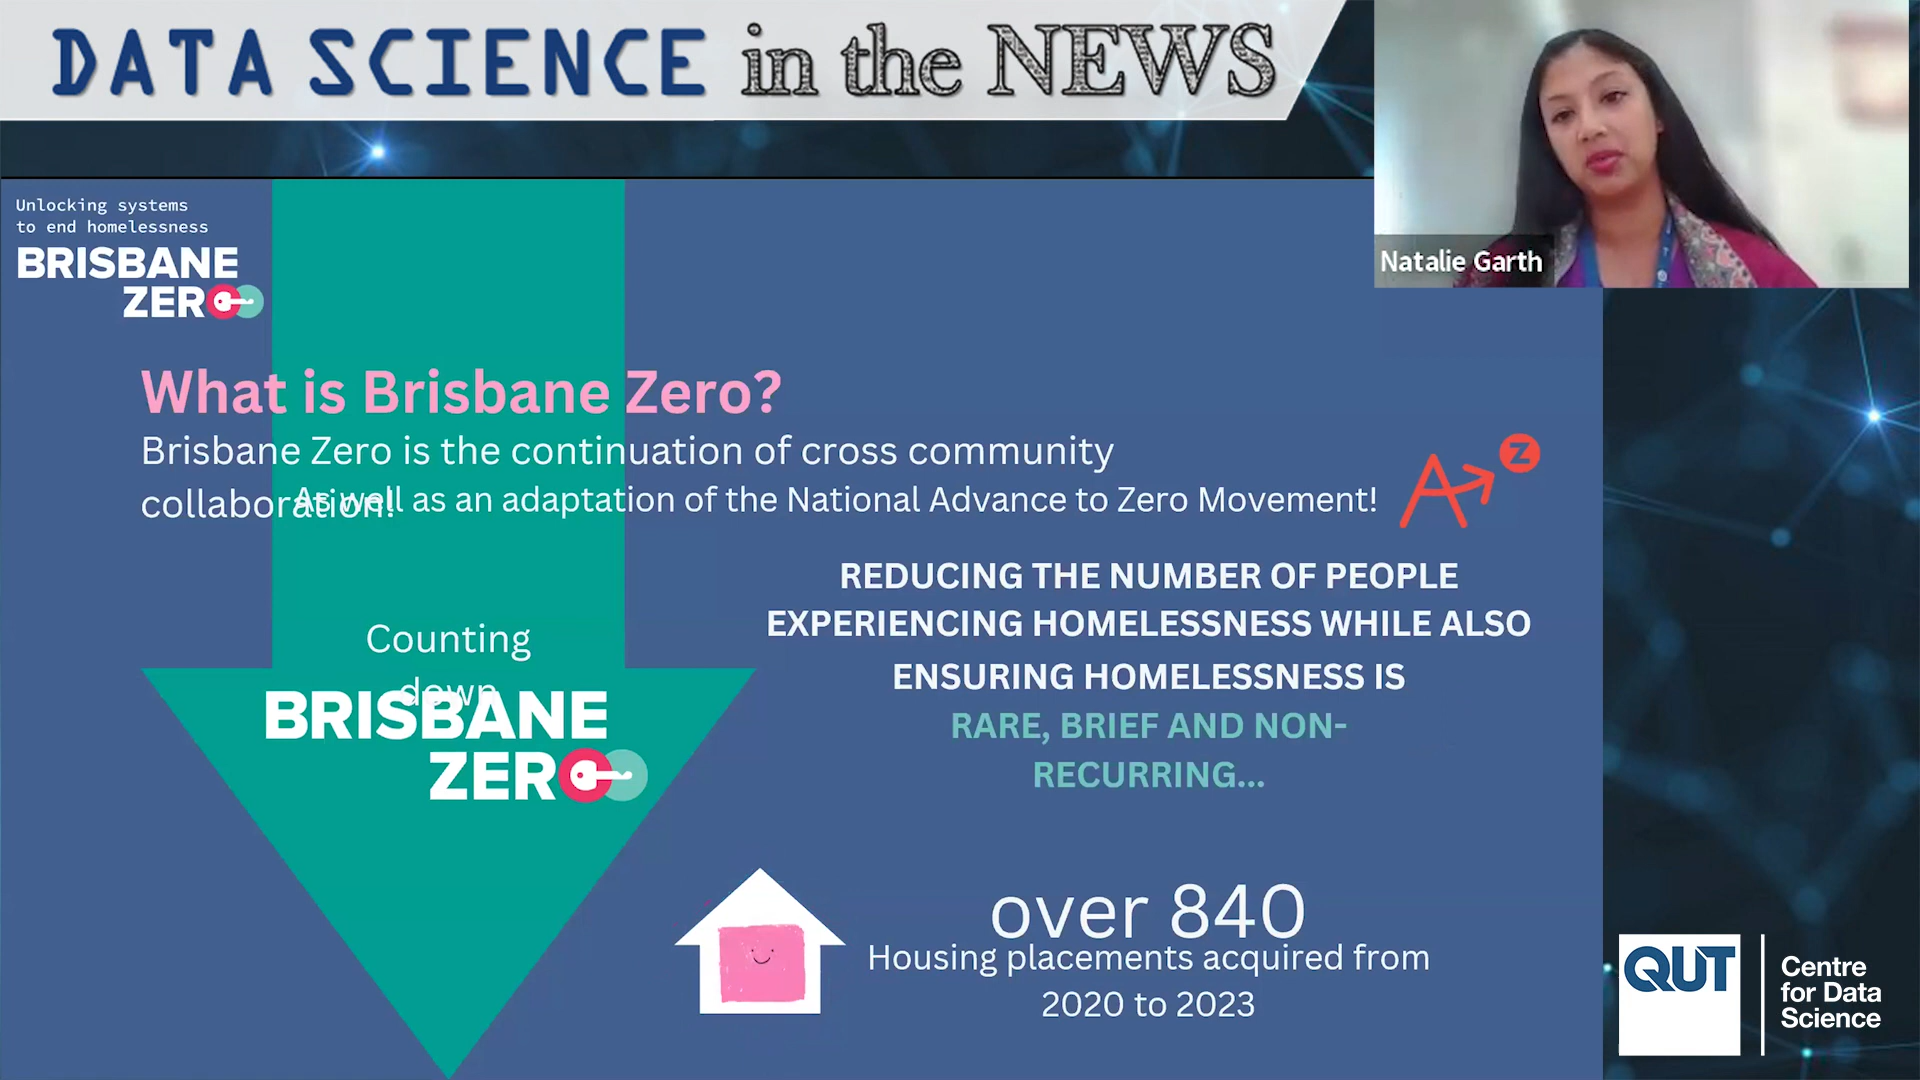 DATA SCIENCE in the NEWS
Natalie Garth
Unlocking systems
to end homelessness
BRISBANE
ZERO
What is Brisbane Zero?
Brisbane Zero is the continuation of cross community
collaboration!
As well as an adaptation of the National Advance to Zero Movement!
A Z
REDUCING THE NUMBER OF PEOPLE
EXPERIENCING HOMELESSNESS WHILE ALSO
ENSURING HOMELESSNESS IS
RARE, BRIEF AND NON-
RECURRING...
Counting
down
BRISBANE
ZERO
over 840
Housing placements acquired from
2020 to 2023
QUT
Centre
for Data
Science